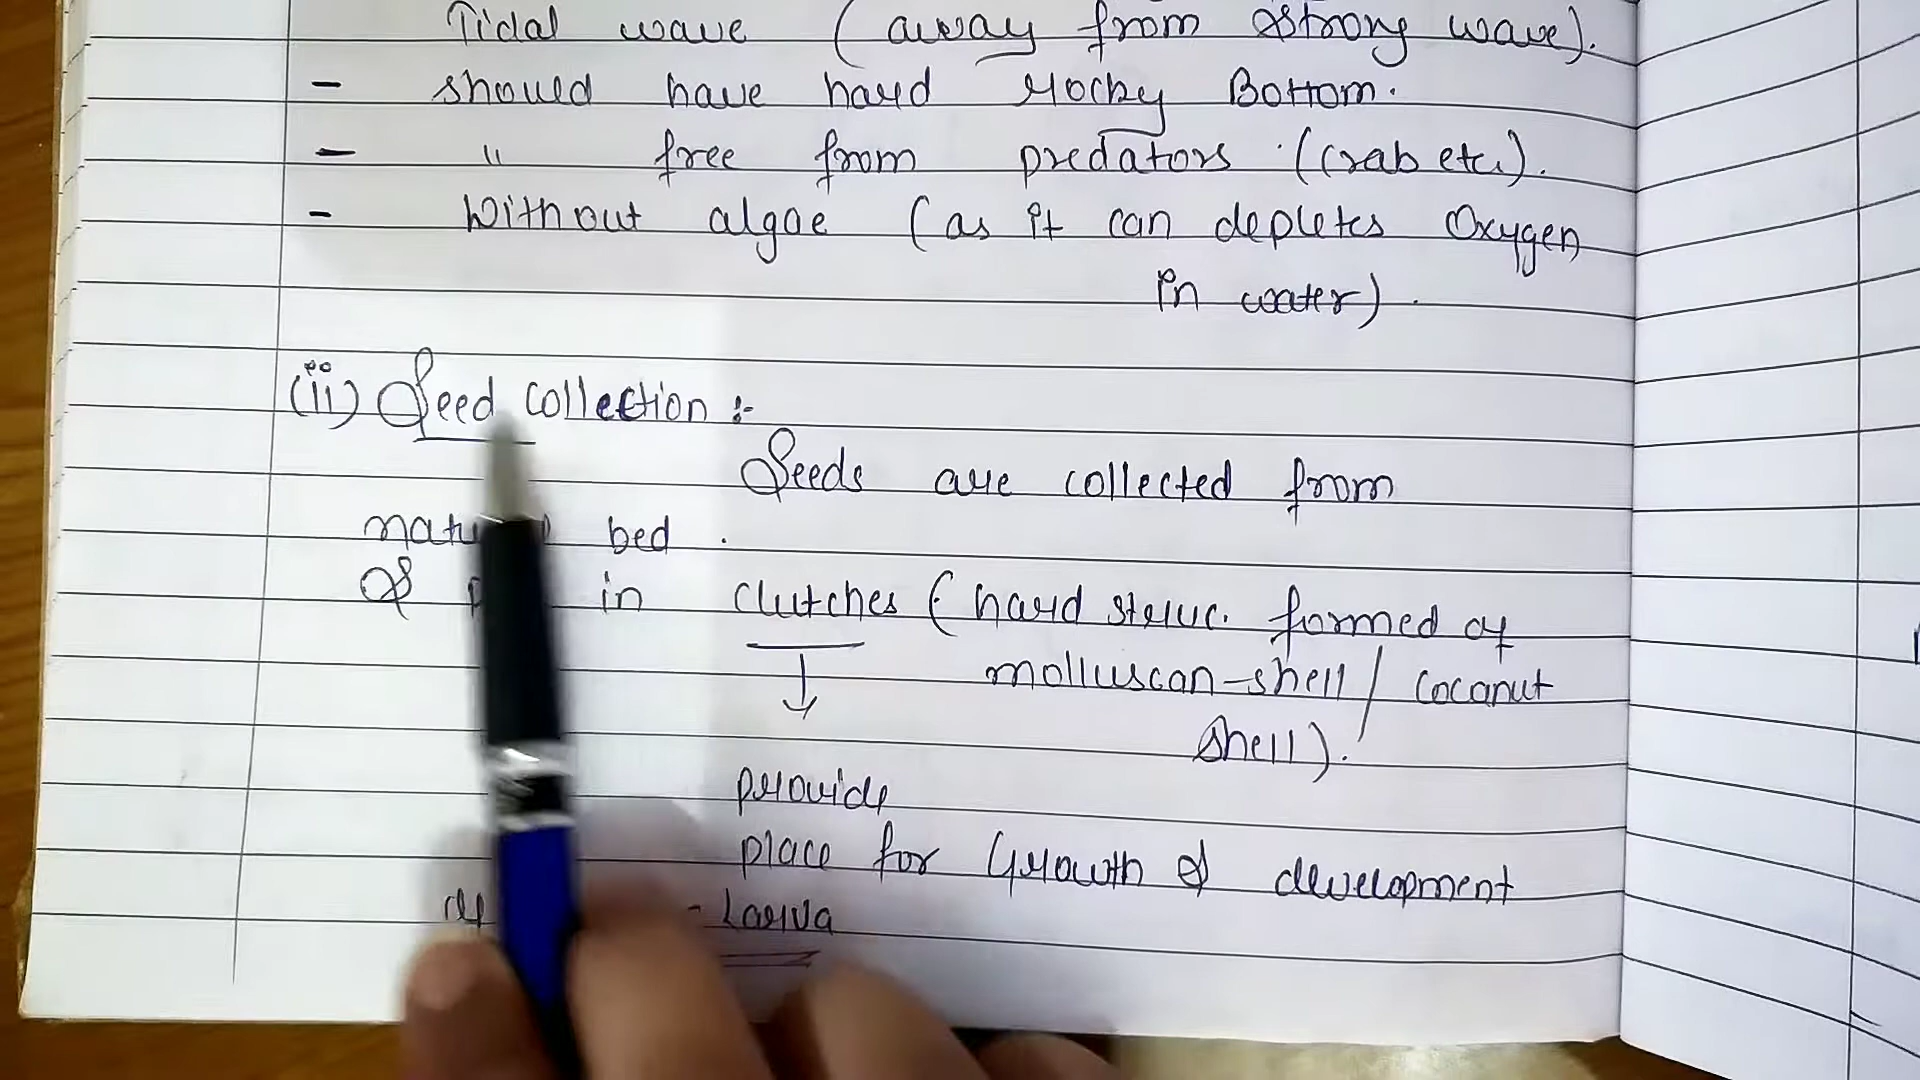 Tidal wave (away from strong wave).
- should have hard rocky Bottom.
- " free from predators (crab etc.).
- Without algae (as it can depletes Oxygen
in water).
(ii) Seed collection :-
Seeds are collected from
bed.
& in clutches (hard struc. formed of
molluscan-shell / cocanut
shell).
↓
provide
place for Growth & development
- Larva